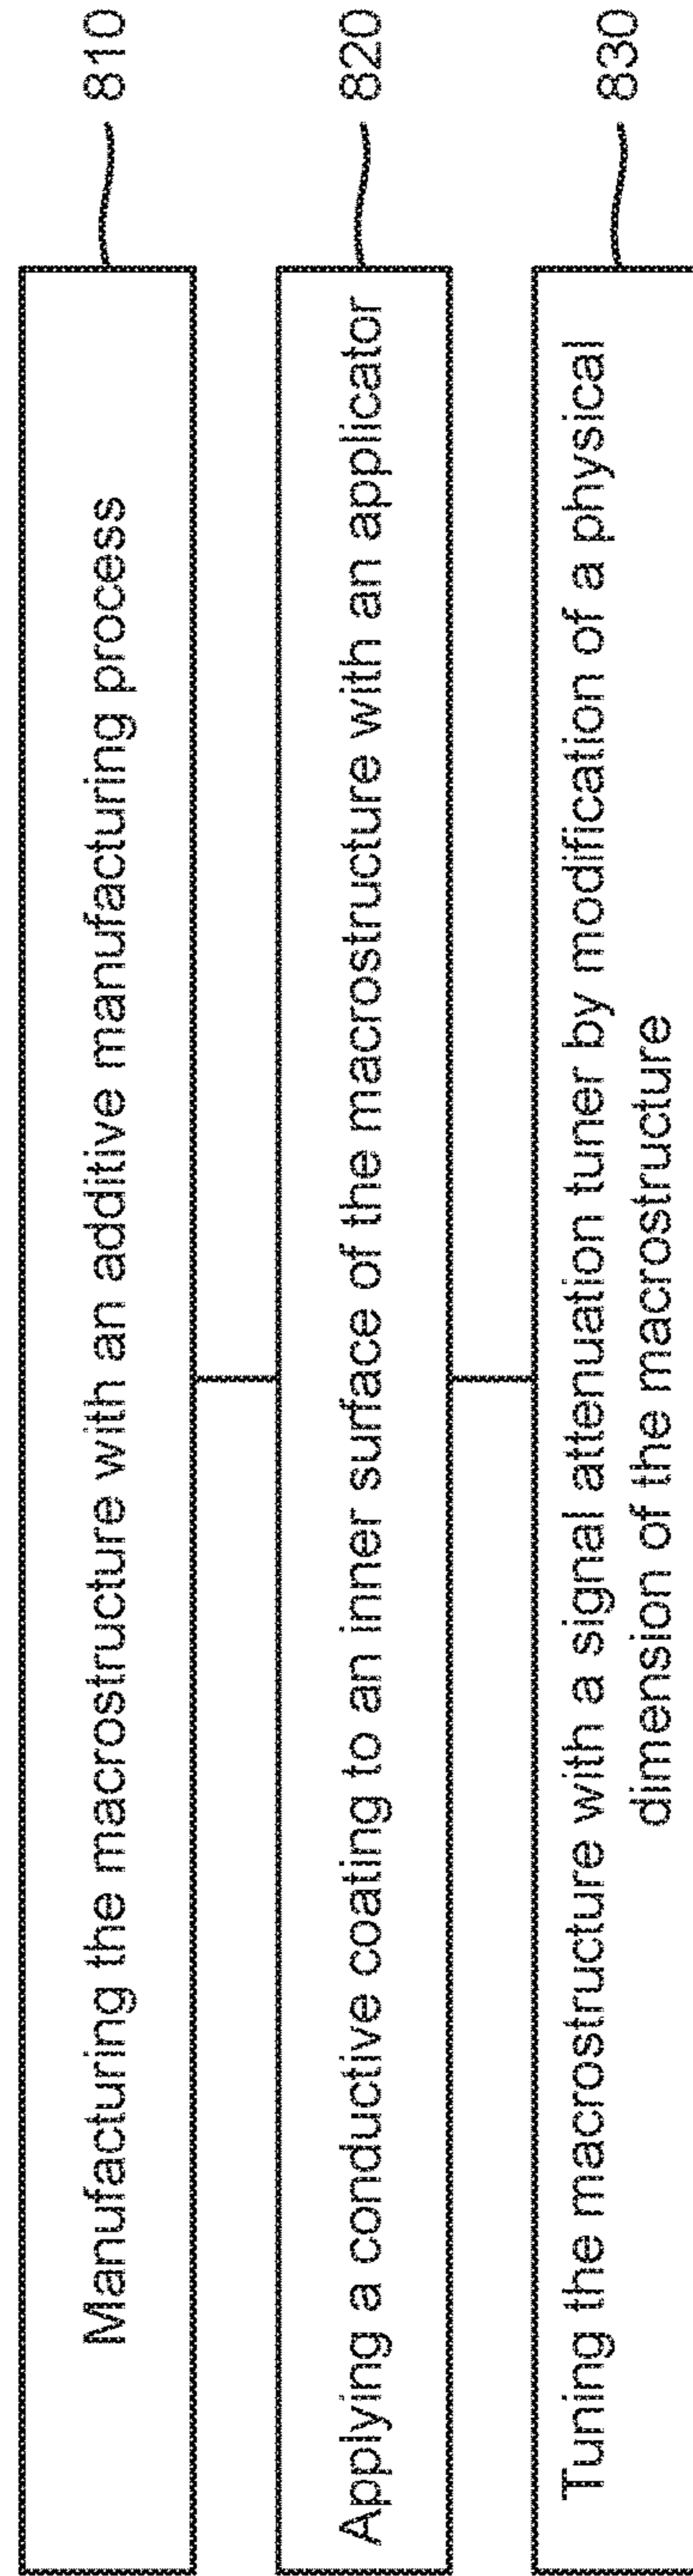 Manufacturing the macrostructure with an additive manufacturing process
810
Applying a conductive coating to an inner surface of the macrostructure with an applicator
820
Tuning the macrostructure with a signal attenuation tuner by modification of a physical
dimension of the macrostructure
830